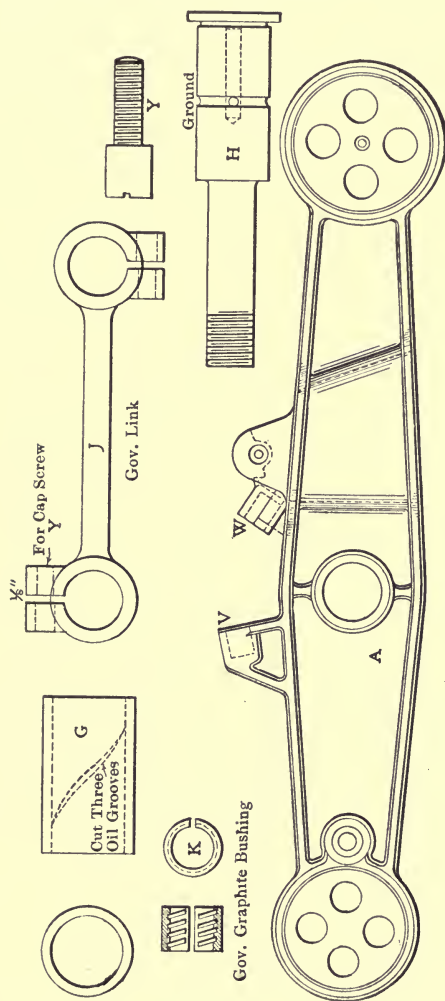 Y
Ground
H
J
Gov. Link
For Cap Screw
Y
⅛"
W
V
A
G
Cut Three
Oil Grooves
K
Gov. Graphite Bushing